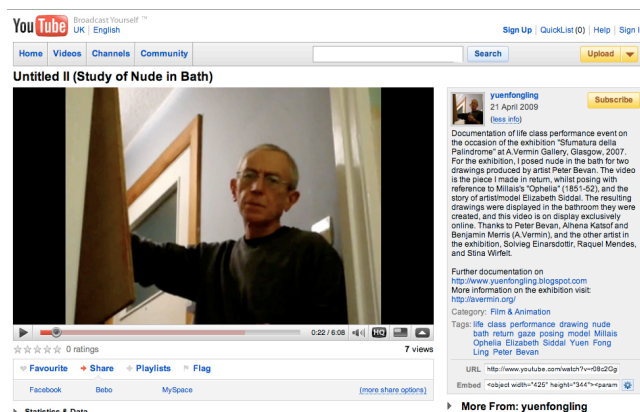 You Tube Broadcast Yourself ™
UK | English
Sign Up | QuickList (0) | Help | Sign I
Home Videos Channels Community
Search
Upload
Untitled II (Study of Nude in Bath)
0:22 / 6:08
HQ
0 ratings
7 views
Favourite Share Playlists Flag
Facebook Bebo MySpace (more share options)
Statistics & Data
yuenfongling
21 April 2009
(less info)
Subscribe
Documentation of life class performance event on
the occasion of the exhibition "Sfumatura della
Palindrome" at A.Vermin Gallery, Glasgow, 2007.
For the exhibition, I posed nude in the bath for two
drawings produced by artist Peter Bevan. The video
is the piece I made in return, whilst posing with
reference to Millais's "Ophelia" (1851-52), and the
story of artist/model Elizabeth Siddal. The resulting
drawings were displayed in the bathroom they were
created, and this video is on display exclusively
online. Thanks to Peter Bevan, Alhena Katsof and
Benjamin Merris (A.Vermin), and the other artist in
the exhibition, Solvieg Einarsdottir, Raquel Mendes,
and Stina Wirfelt.
Further documentation on
http://www.yuenfongling.blogspot.com
More information on the exhibition visit:
http://avermin.org/
Category: Film & Animation
Tags: life class performance drawing nude
bath return gaze posing model Millais
Ophelia Elizabeth Siddal Yuen Fong
Ling Peter Bevan
URL http://www.youtube.com/watch?v=r08c2Gg
Embed <object width="425" height="344"><param
More From: yuenfongling